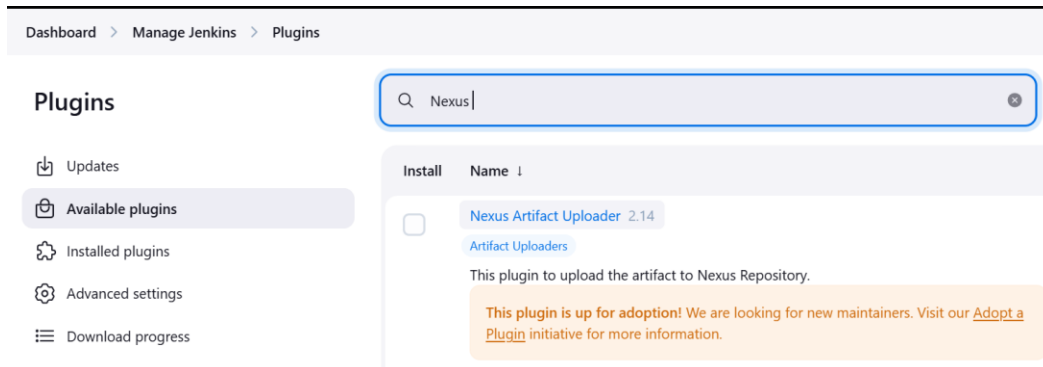 Dashboard > Manage Jenkins > Plugins
Plugins
Updates
Available plugins
Installed plugins
Advanced settings
Download progress
Nexus
Install Name ↓
Nexus Artifact Uploader 2.14
Artifact Uploaders
This plugin to upload the artifact to Nexus Repository.
This plugin is up for adoption! We are looking for new maintainers. Visit our Adopt a
Plugin initiative for more information.